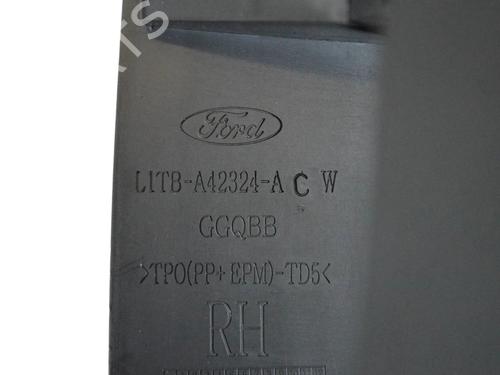 Ford
L1TB-A42324-A C W
GGQBB
>TPO(PP+EPM)-TD5<
RH